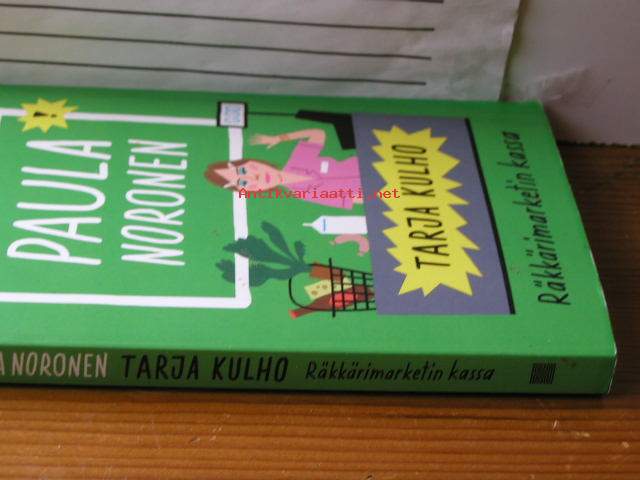 PAULA
NORONEN
TARJA KULHO
Räkkärimarketin kassa
Antikvariaatti.net
A NORONEN TARJA KULHO Räkkärimarketin kassa